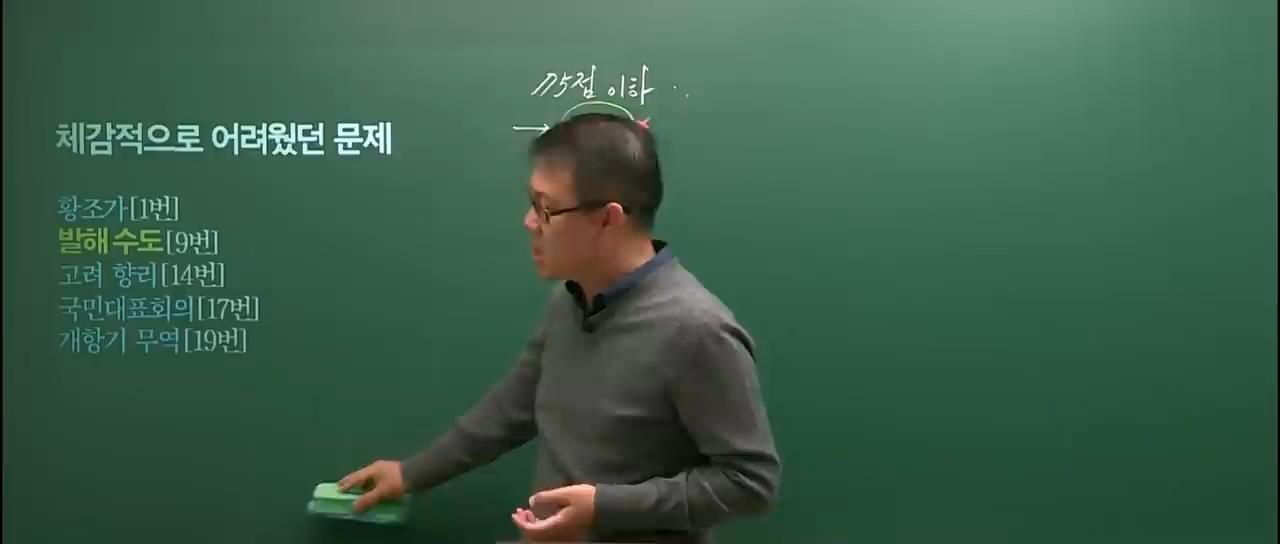 75점 이하 ..
체감적으로 어려웠던 문제
황조가[1번]
발해 수도[9번]
고려 향리[14번]
국민대표회의[17번]
개항기 무역[19번]